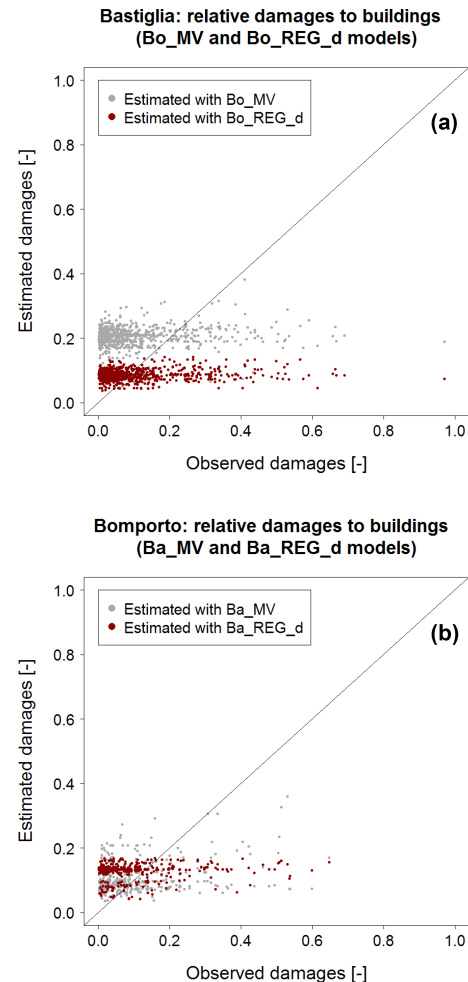 Bastiglia: relative damages to buildings
(Bo_MV and Bo_REG_d models)
1.0
0.8
0.6
0.4
0.2
0.0
Estimated damages [-]
Estimated with Bo_MV
Estimated with Bo_REG_d
(a)
0.0 0.2 0.4 0.6 0.8 1.0
Observed damages [-]
Bomporto: relative damages to buildings
(Ba_MV and Ba_REG_d models)
1.0
0.8
0.6
0.4
0.2
0.0
Estimated damages [-]
Estimated with Ba_MV
Estimated with Ba_REG_d
(b)
0.0 0.2 0.4 0.6 0.8 1.0
Observed damages [-]